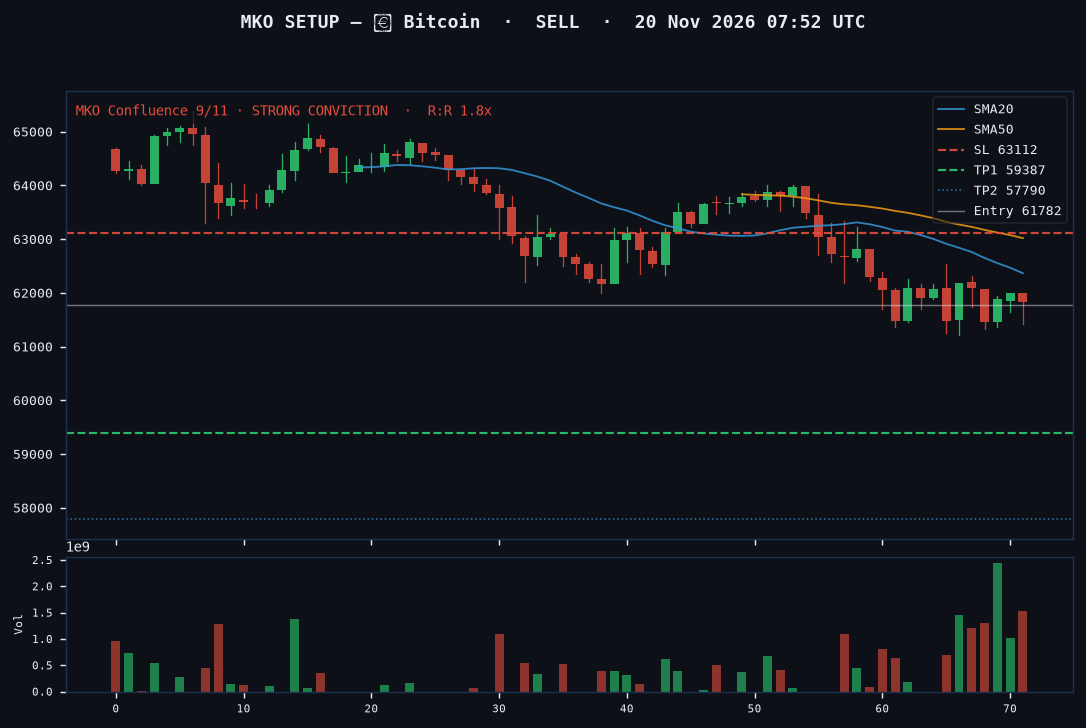 MKO SETUP — 💶 Bitcoin · SELL · 20 Nov 2026 07:52 UTC
MKO Confluence 9/11 · STRONG CONVICTION · R:R 1.8x
SMA20
SMA50
SL 63112
TP1 59387
TP2 57790
Entry 61782
65000
64000
63000
62000
61000
60000
59000
58000
1e9
2.5
2.0
1.5
1.0
0.5
0.0
Vol
0 10 20 30 40 50 60 70